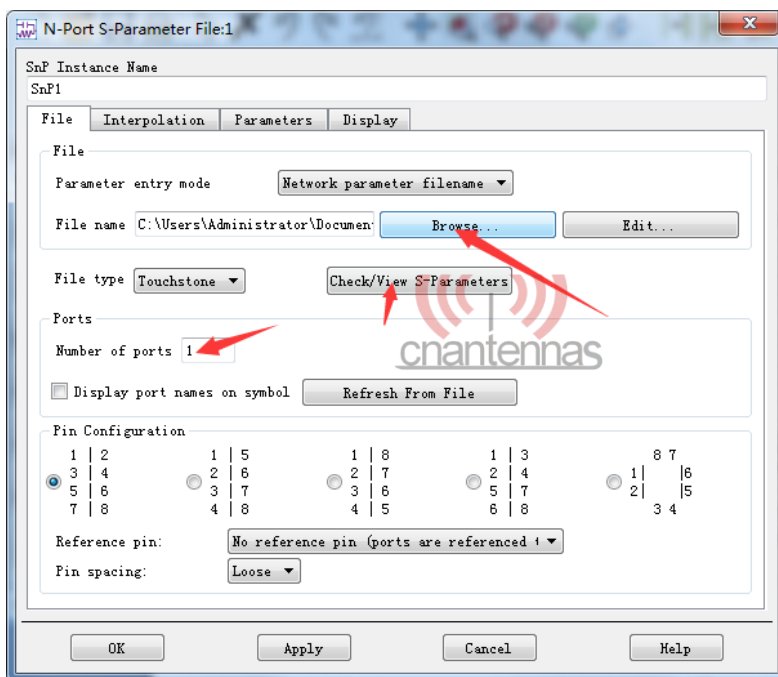 N-Port S-Parameter File:1
SnP Instance Name
SnP1
File Interpolation Parameters Display
File
Parameter entry mode Network parameter filename
File name C:\Users\Administrator\Documen Browse... Edit...
File type Touchstone Check/View S-Parameters
Ports
Number of ports 1
cnantennas
Display port names on symbol Refresh From File
Pin Configuration
1 | 2 1 | 5 1 | 8 1 | 3 8 7
3 | 4 2 | 6 2 | 7 2 | 4 1| |6
5 | 6 3 | 7 3 | 6 5 | 7 2| |5
7 | 8 4 | 8 4 | 5 6 | 8 3 4
Reference pin: No reference pin (ports are referenced
Pin spacing: Loose
OK Apply Cancel Help